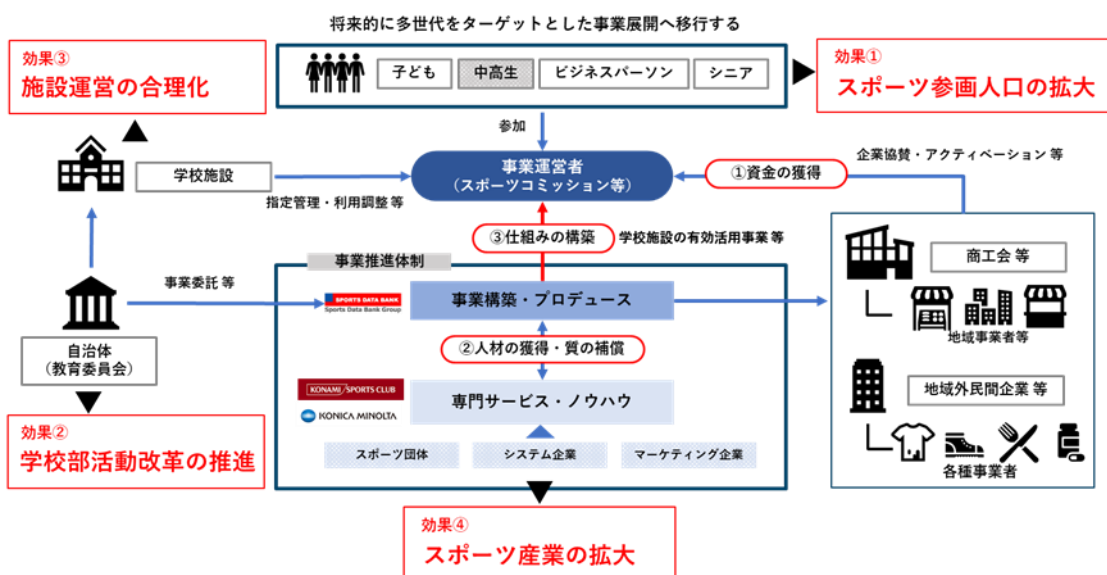 将来的に多世代をターゲットとした事業展開へ移行する
効果③
施設運営の合理化
子ども
中高生
ビジネスパーソン
シニア
効果①
スポーツ参画人口の拡大
参加
学校施設
指定管理・利用調整 等
事業運営者
(スポーツコミッション等)
①資金の獲得
企業協賛・アクティベーション 等
③仕組みの構築
学校施設の有効活用事業 等
事業推進体制
事業委託 等
SPORTS DATA BANK
Sports Data Bank Group
事業構築・プロデュース
商工会 等
地域事業者等
自治体
(教育委員会)
②人材の獲得・質の補償
KONAMI SPORTS CLUB
KONICA MINOLTA
専門サービス・ノウハウ
地域外民間企業 等
各種事業者
効果②
学校部活動改革の推進
スポーツ団体
システム企業
マーケティング企業
効果④
スポーツ産業の拡大